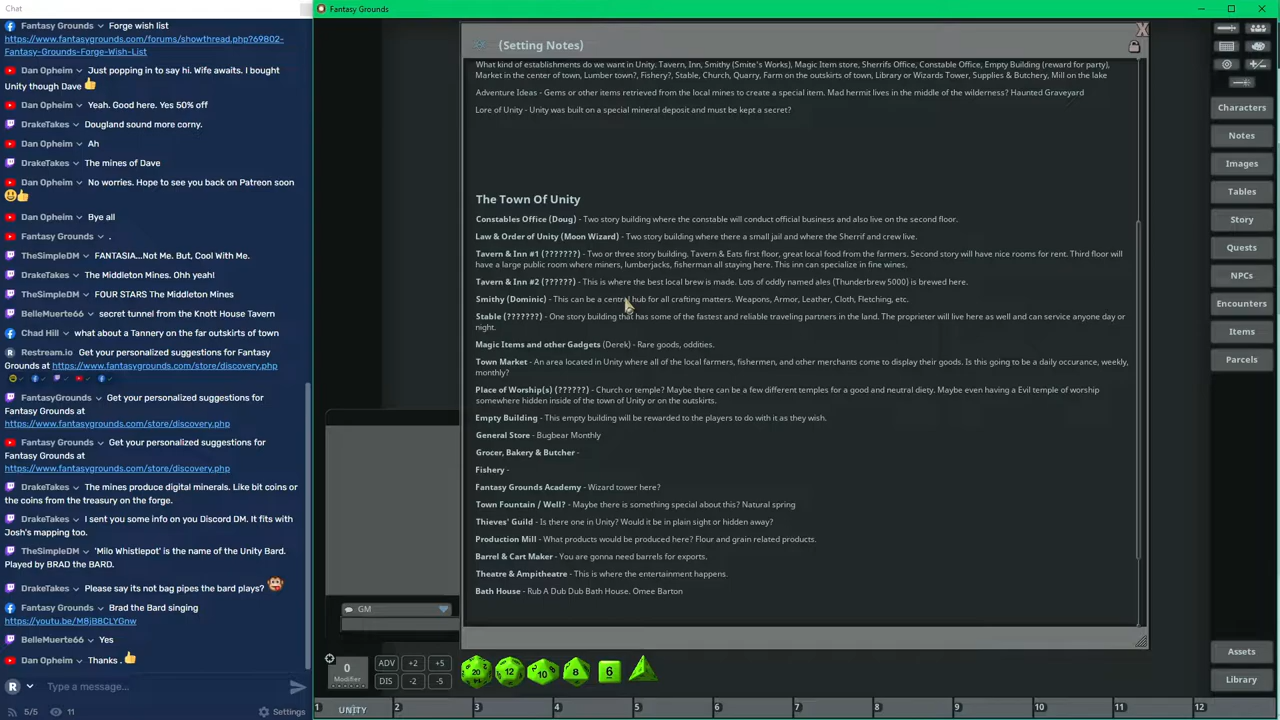 Chat
Fantasy Grounds
Fantasy Grounds Forge wish list
https://www.fantasygrounds.com/forums/showthread.php?69802-
Fantasy-Grounds-Forge-Wish-List
Dan Opheim Just popping in to say hi. Wife awaits. I bought
Unity though Dave
Dan Opheim Yeah. Good here. Yes 50% off
DrakeTakes Dougland sound more corny.
Dan Opheim Ah
DrakeTakes The mines of Dave
Dan Opheim No worries. Hope to see you back on Patreon soon
Dan Opheim Bye all
Fantasy Grounds .
TheSimpleDM FANTASIA...Not Me. But, Cool With Me.
DrakeTakes The Middleton Mines. Ohh yeah!
TheSimpleDM FOUR STARS The Middleton Mines
BelleMuerte66 secret tunnel from the Knott House Tavern
Chad Hill what about a Tannery on the far outskirts of town
Restream.io Get your personalized suggestions for Fantasy
Grounds at https://www.fantasygrounds.com/store/discovery.php
FantasyGrounds Get your personalized suggestions for
Fantasy Grounds at
https://www.fantasygrounds.com/store/discovery.php
Fantasy Grounds Get your personalized suggestions for
Fantasy Grounds at
https://www.fantasygrounds.com/store/discovery.php
DrakeTakes The mines produce digital minerals. Like bit coins or
the coins from the treasury on the forge.
DrakeTakes I sent you some info on you Discord DM. It fits with
Josh's mapping too.
TheSimpleDM 'Milo Whistlepot' is the name of the Unity Bard.
Played by BRAD the BARD.
DrakeTakes Please say its not bag pipes the bard plays?
Fantasy Grounds Brad the Bard singing
https://youtu.be/M8jB8CLYGnw
BelleMuerte66 Yes
Dan Opheim Thanks .
R Type a message...
5/5 11 Settings
(Setting Notes)
X
What kind of establishments do we want in Unity. Tavern, Inn, Smithy (Smite's Works), Magic Item store, Sherrifs Office, Constable Office, Empty Building (reward for party),
Market in the center of town, Lumber town?, Fishery?, Stable, Church, Quarry, Farm on the outskirts of town, Library or Wizards Tower, Supplies & Butchery, Mill on the lake
Adventure Ideas - Gems or other items retrieved from the local mines to create a special item. Mad hermit lives in the middle of the wilderness? Haunted Graveyard
Lore of Unity - Unity was built on a special mineral deposit and must be kept a secret?
The Town Of Unity
Constables Office (Doug) - Two story building where the constable will conduct official business and also live on the second floor.
Law & Order of Unity (Moon Wizard) - Two story building where there a small jail and where the Sherrif and crew live.
Tavern & Inn #1 (???????) - Two or three story building. Tavern & Eats first floor, great local food from the farmers. Second story will have nice rooms for rent. Third floor will
have a large public room where miners, lumberjacks, fisherman all staying here. This inn can specialize in fine wines.
Tavern & Inn #2 (??????) - This is where the best local brew is made. Lots of oddly named ales (Thunderbrew 5000) is brewed here.
Smithy (Dominic) - This can be a central hub for all crafting matters. Weapons, Armor, Leather, Cloth, Fletching, etc.
Stable (???????) - One story building that has some of the fastest and reliable traveling partners in the land. The proprieter will live here as well and can service anyone day or
night.
Magic Items and other Gadgets (Derek) - Rare goods, oddities.
Town Market - An area located in Unity where all of the local farmers, fishermen, and other merchants come to display their goods. Is this going to be a daily occurance, weekly,
monthly?
Place of Worship(s) (??????) - Church or temple? Maybe there can be a few different temples for a good and neutral diety. Maybe even having a Evil temple of worship
somewhere hidden inside of the town of Unity or on the outskirts.
Empty Building - This empty building will be rewarded to the players to do with it as they wish.
General Store - Bugbear Monthly
Grocer, Bakery & Butcher -
Fishery -
Fantasy Grounds Academy - Wizard tower here?
Town Fountain / Well? - Maybe there is something special about this? Natural spring
Thieves' Guild - Is there one in Unity? Would it be in plain sight or hidden away?
Production Mill - What products would be produced here? Flour and grain related products.
Barrel & Cart Maker - You are gonna need barrels for exports.
Theatre & Ampitheatre - This is where the entertainment happens.
Bath House - Rub A Dub Dub Bath House. Omee Barton
GM
0
Modifier
ADV +2 +5
DIS -2 -5
20 12 10 8 6
1 UNITY 2 3 4 5 6 7 8 9 10 11 12
Characters
Notes
Images
Tables
Story
Quests
NPCs
Encounters
Items
Parcels
Assets
Library